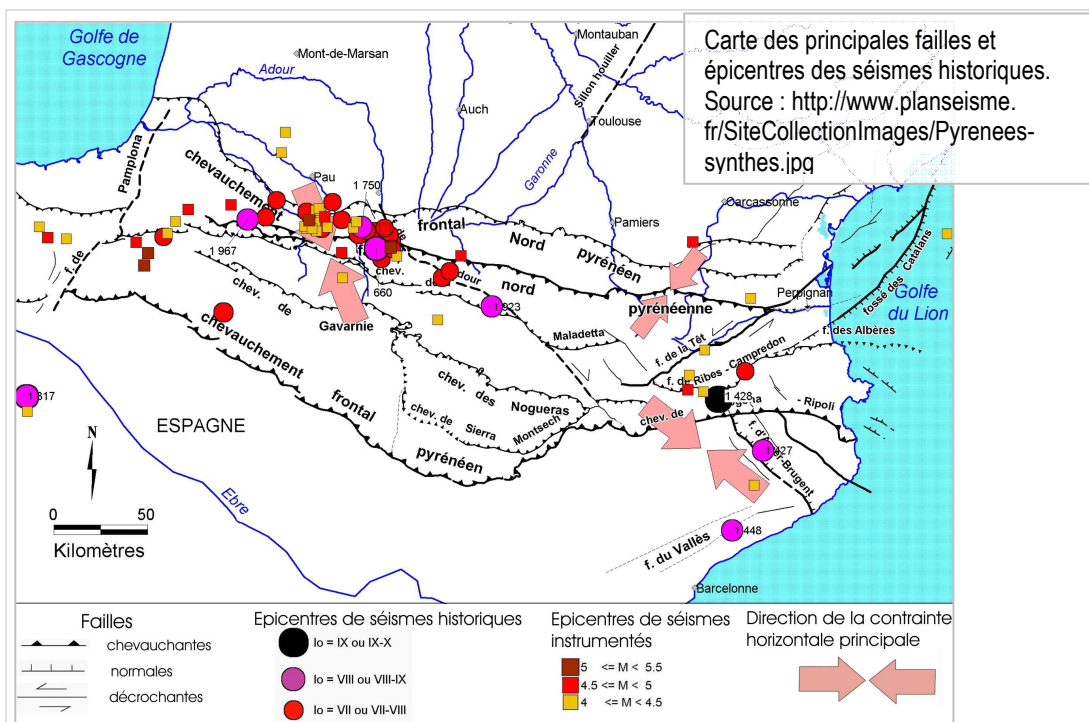 Carte des principales failles et
épicentres des séismes historiques.
Source : http://www.planseisme.
fr/SiteCollectionImages/Pyrenees-
synthes.jpg
Golfe de
Gascogne
Mont-de-Marsan
Montauban
Adour
Sillon houiller
Auch
Toulouse
Garonne
Pamplona
f. de
chevauchement
Pau
1 750
Pamiers
Carcassonne
frontal
Nord
pyrénéen
1 967
nord
pyrénéenne
1 660
chev.
de
Gavarnie
1 923
Maladetta
Perpignan
fossé des Catalans
Golfe
du Lion
f. des Albères
f. de la Têt
f. de Ribes - Campredon
chev. de
chevauchement
frontal
pyrénéen
chev. des
Nogueras
chev. de
Sierra
Montsech
chev. de
1 428
- Ripoli
1 317
ESPAGNE
N
Ebre
0
50
Kilomètres
1 427
1 448
f. du Vallès
Barcelonne
Failles
chevauchantes
normales
décrochantes
Epicentres de séismes historiques
Io = IX ou IX-X
Io = VIII ou VIII-IX
Io = VII ou VII-VIII
Epicentres de séismes
instrumentés
5 <= M < 5.5
4.5 <= M < 5
4 <= M < 4.5
Direction de la contrainte
horizontale principale